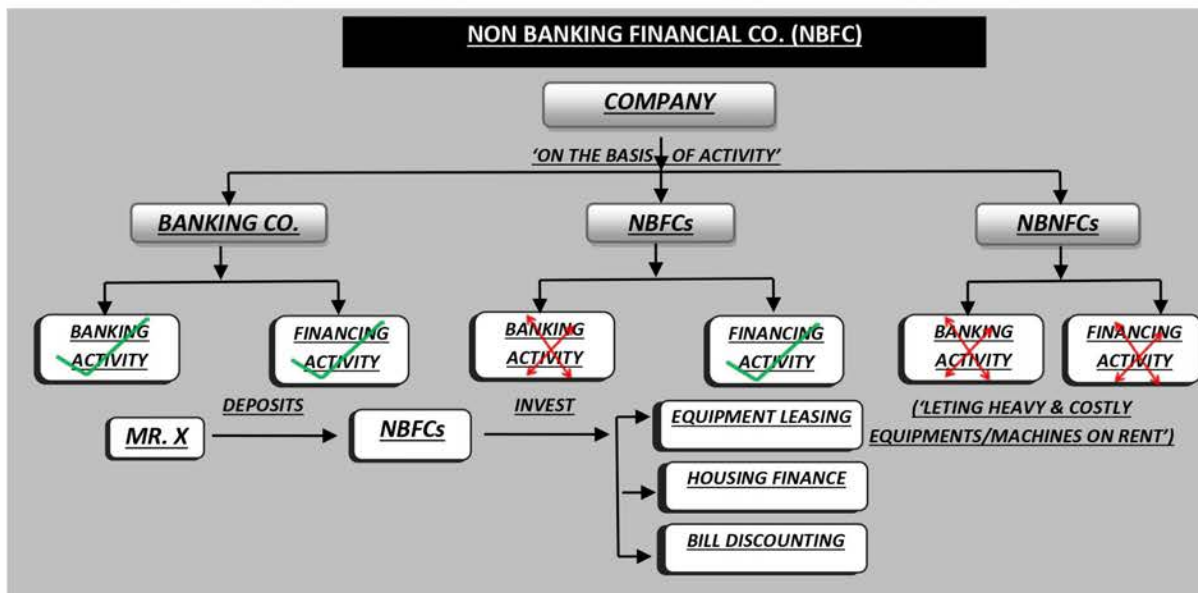 NON BANKING FINANCIAL CO. (NBFC)
COMPANY
'ON THE BASIS OF ACTIVITY'
BANKING CO.
NBFCs
NBNFCs
BANKING
ACTIVITY
FINANCING
ACTIVITY
BANKING
ACTIVITY
FINANCING
ACTIVITY
BANKING
ACTIVITY
FINANCING
ACTIVITY
MR. X
DEPOSITS
NBFCs
INVEST
EQUIPMENT LEASING
HOUSING FINANCE
BILL DISCOUNTING
('LETING HEAVY & COSTLY
EQUIPMENTS/MACHINES ON RENT')